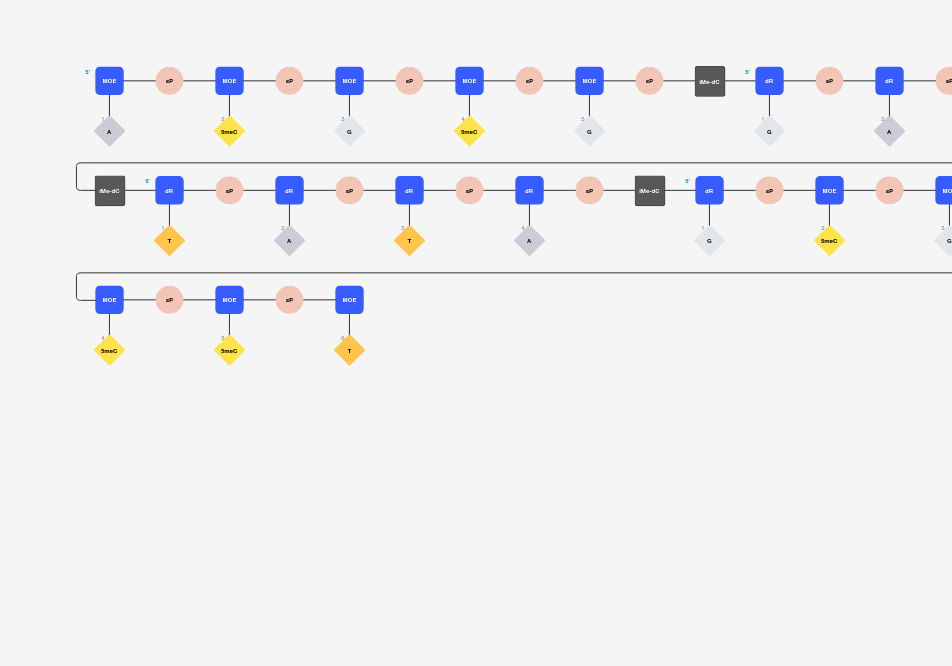 5' MOE sP MOE sP MOE sP MOE sP MOE sP iMe-dC 5' dR sP dR sP
1 A 2 5meC 3 G 4 5meC 5 G 1 G 2 A
iMe-dC 5' dR sP dR sP dR sP dR sP iMe-dC 5' dR sP MOE sP
1 T 2 A 3 T 4 A 1 G 2 5meC 3
MOE sP MOE sP MOE
4 5meC 5 5meC 6 T